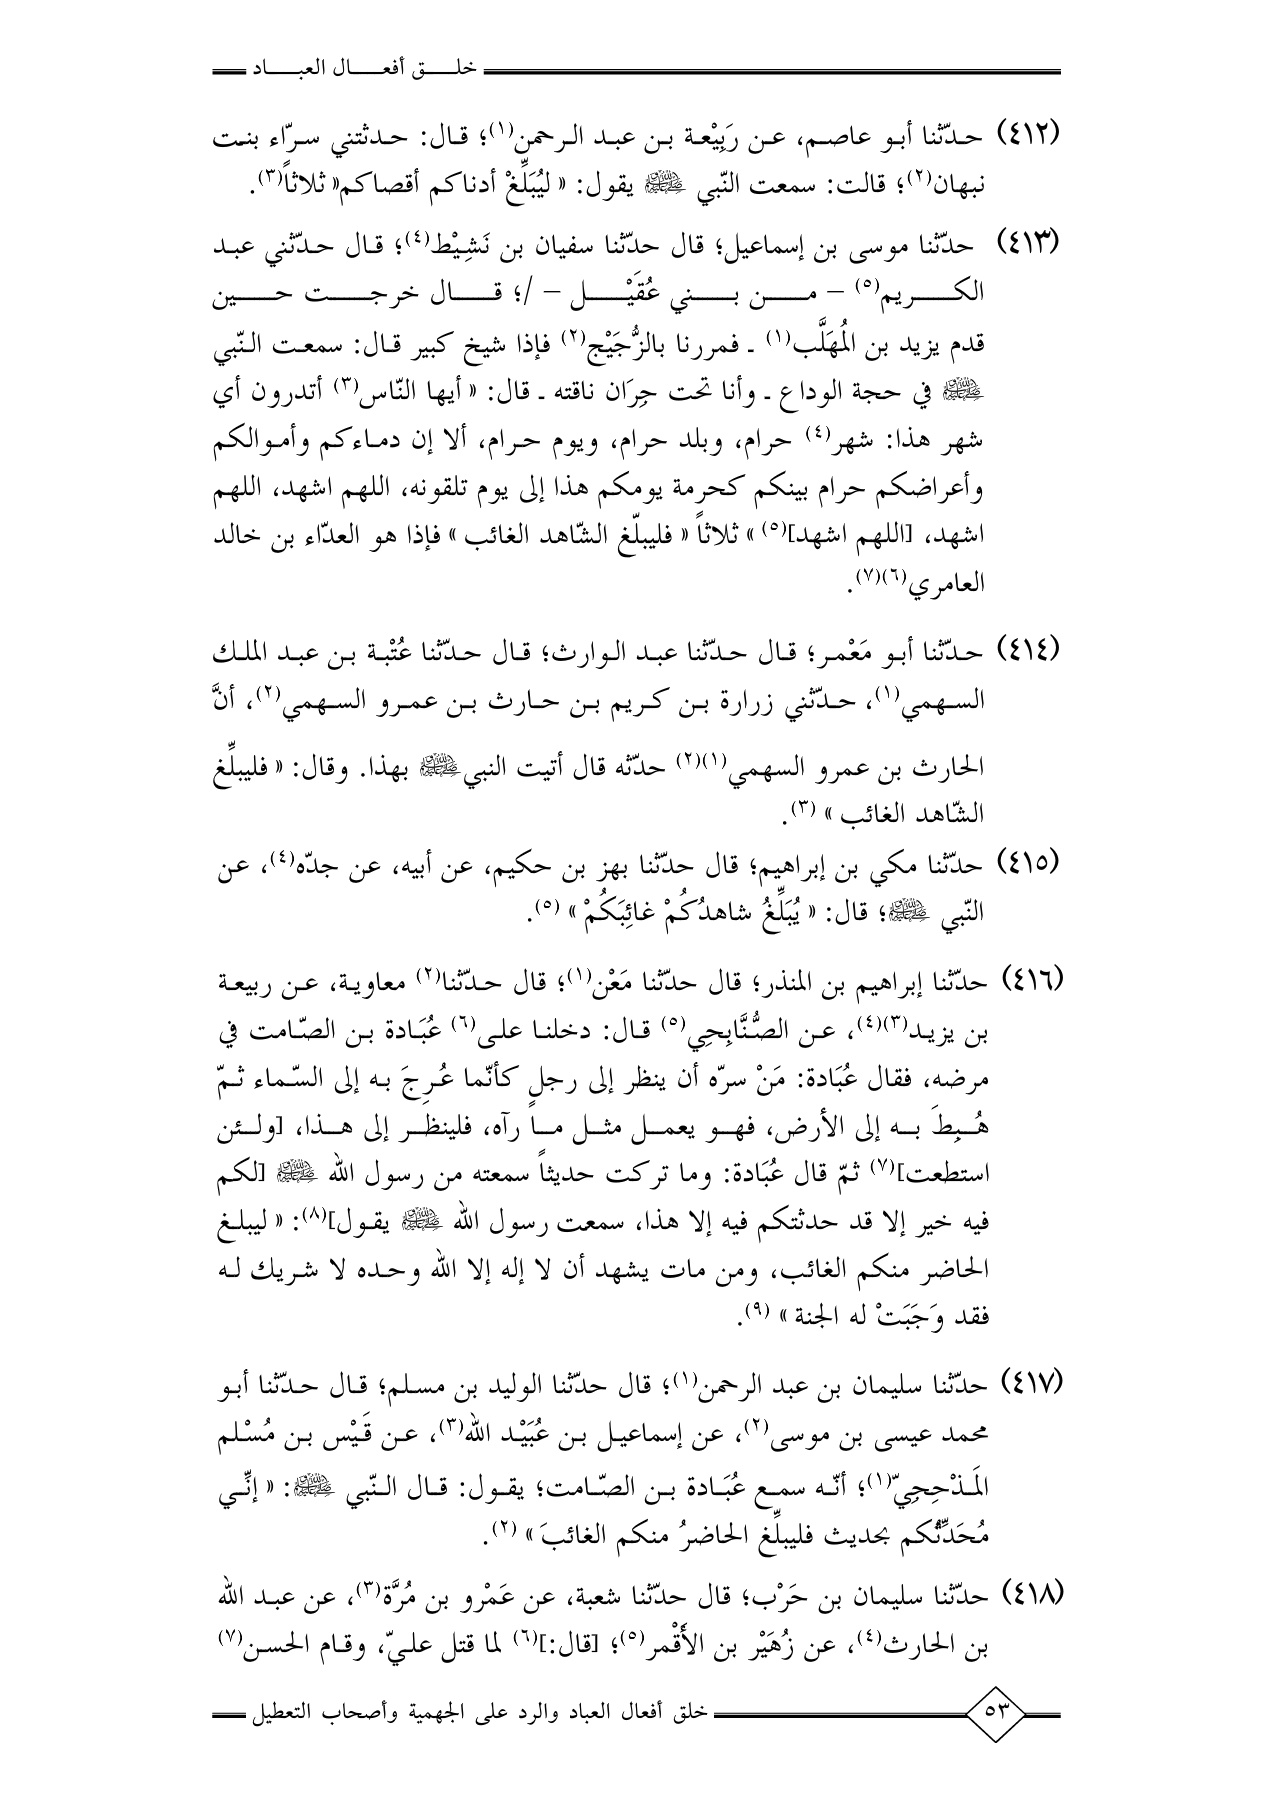 خلــــق أفعــــال العبــــاد
(٤١٢) حدّثنا أبو عاصم، عن رَبِيْعة بن عبد الرحمن(١)؛ قال: حدثتني سرّاء بنت
نبهان(٢)؛ قالت: سمعت النّبي ﷺ يقول: « ليُبَلِّغْ أدناكم أقصاكم« ثلاثاً(٣).
(٤١٣) حدّثنا موسى بن إسماعيل؛ قال حدّثنا سفيان بن نَشِيْط(٤)؛ قال حدّثني عبد
الكريم(٥) – من بني عُقَيْل – /؛ قال خرجت حين
قدم يزيد بن المُهَلَّب(١) ـ فمررنا بالزُّجَيْج(٢) فإذا شيخ كبير قال: سمعت النّبي
ﷺ في حجة الوداع ـ وأنا تحت جِرَان ناقته ـ قال: « أيها النّاس(٣) أتدرون أي
شهر هذا: شهر(٤) حرام، وبلد حرام، ويوم حرام، ألا إن دماءكم وأموالكم
وأعراضكم حرام بينكم كحرمة يومكم هذا إلى يوم تلقونه، اللهم اشهد، اللهم
اشهد، [اللهم اشهد](٥) » ثلاثاً « فليبلّغ الشّاهد الغائب » فإذا هو العدّاء بن خالد
العامري(٦)(٧).
(٤١٤) حدّثنا أبو مَعْمر؛ قال حدّثنا عبد الوارث؛ قال حدّثنا عُتْبة بن عبد الملك
السهمي(١)، حدّثني زرارة بن كريم بن حارث بن عمرو السهمي(٢)، أنَّ
الحارث بن عمرو السهمي(١)(٢) حدّثه قال أتيت النبي ﷺ بهذا. وقال: « فليبلِّغ
الشّاهد الغائب » (٣).
(٤١٥) حدّثنا مكي بن إبراهيم؛ قال حدّثنا بهز بن حكيم، عن أبيه، عن جدّه(٤)، عن
النّبي ﷺ؛ قال: « يُبَلِّغُ شاهدُكُمْ غائِبَكُمْ » (٥).
(٤١٦) حدّثنا إبراهيم بن المنذر؛ قال حدّثنا مَعْن(١)؛ قال حدّثنا(٢) معاوية، عن ربيعة
بن يزيد(٣)(٤)، عن الصُّنَّابِحِي(٥) قال: دخلنا على(٦) عُبَادة بن الصّامت في
مرضه، فقال عُبَادة: مَنْ سرّه أن ينظر إلى رجلٍ كأنّما عُرِجَ به إلى السّماء ثمّ
هُبِطَ به إلى الأرض، فهو يعمل مثل ما رآه، فلينظر إلى هذا، [ولئن
استطعت](٧) ثمّ قال عُبَادة: وما تركت حديثاً سمعته من رسول الله ﷺ [لكم
فيه خير إلا قد حدثتكم فيه إلا هذا، سمعت رسول الله ﷺ يقول](٨): « ليبلغ
الحاضر منكم الغائب، ومن مات يشهد أن لا إله إلا الله وحده لا شريك له
فقد وَجَبَتْ له الجنة » (٩).
(٤١٧) حدّثنا سليمان بن عبد الرحمن(١)؛ قال حدّثنا الوليد بن مسلم؛ قال حدّثنا أبو
محمد عيسى بن موسى(٢)، عن إسماعيل بن عُبَيْد الله(٣)، عن قَيْس بن مُسْلم
المَذْحِجِيّ(١)؛ أنّه سمع عُبَادة بن الصّامت؛ يقول: قال النّبي ﷺ: « إنِّي
مُحَدِّثُكم بحديث فليبلِّغ الحاضرُ منكم الغائبَ » (٢).
(٤١٨) حدّثنا سليمان بن حَرْب؛ قال حدّثنا شعبة، عن عَمْرو بن مُرَّة(٣)، عن عبد الله
بن الحارث(٤)، عن زُهَيْر بن الأَقْمر(٥)؛ [قال:](٦) لما قتل عليّ، وقام الحسن(٧)
٥٣ خلق أفعال العباد والرد على الجهمية وأصحاب التعطيل